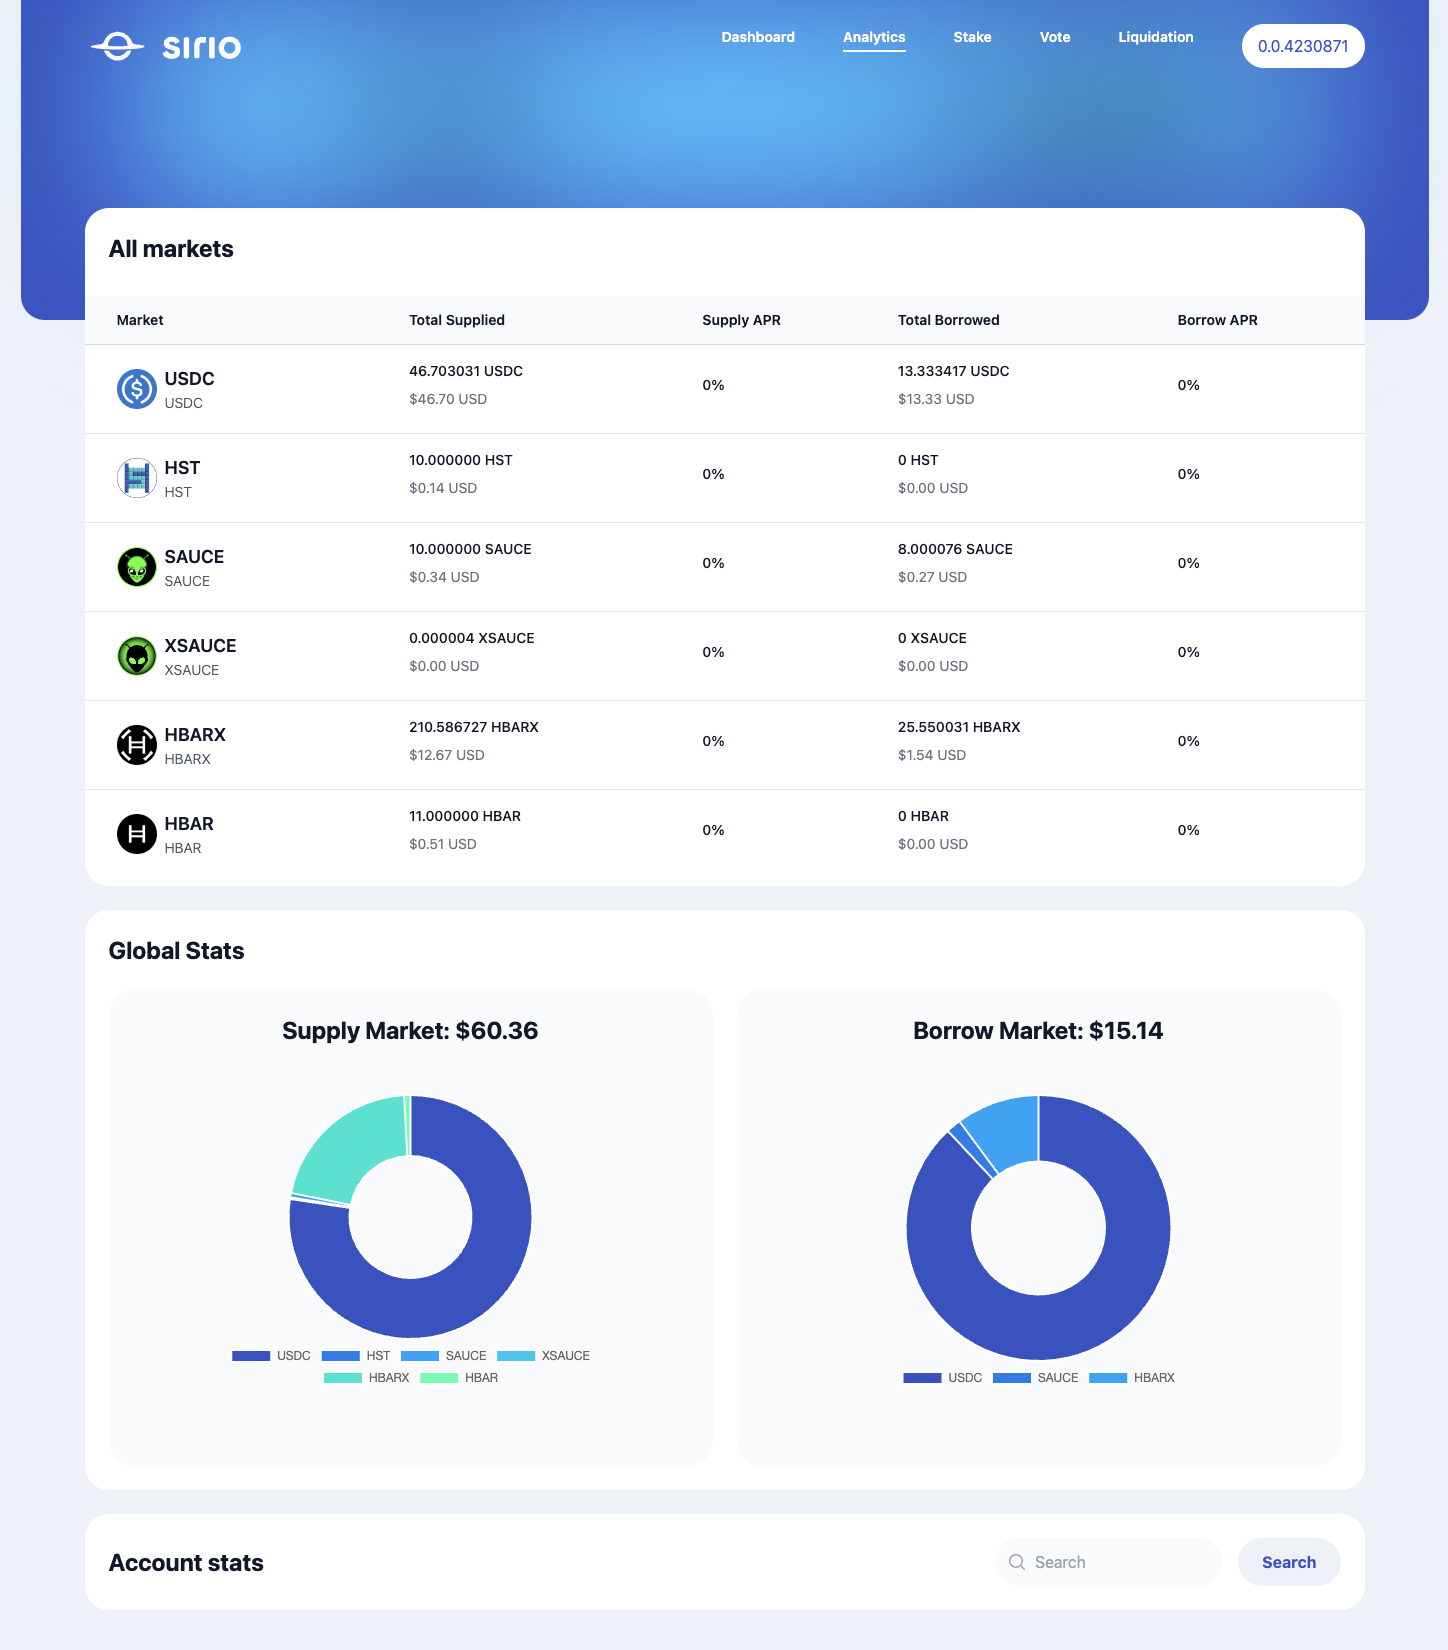 sirio
Dashboard Analytics Stake Vote Liquidation 0.0.4230871
All markets
Market Total Supplied Supply APR Total Borrowed Borrow APR
USDC
USDC
46.703031 USDC
$46.70 USD
0%
13.333417 USDC
$13.33 USD
0%
HST
HST
10.000000 HST
$0.14 USD
0%
0 HST
$0.00 USD
0%
SAUCE
SAUCE
10.000000 SAUCE
$0.34 USD
0%
8.000076 SAUCE
$0.27 USD
0%
XSAUCE
XSAUCE
0.000004 XSAUCE
$0.00 USD
0%
0 XSAUCE
$0.00 USD
0%
HBARX
HBARX
210.586727 HBARX
$12.67 USD
0%
25.550031 HBARX
$1.54 USD
0%
HBAR
HBAR
11.000000 HBAR
$0.51 USD
0%
0 HBAR
$0.00 USD
0%
Global Stats
Supply Market: $60.36
USDC HST SAUCE XSAUCE
HBARX HBAR
Borrow Market: $15.14
USDC SAUCE HBARX
Account stats
Search
Search